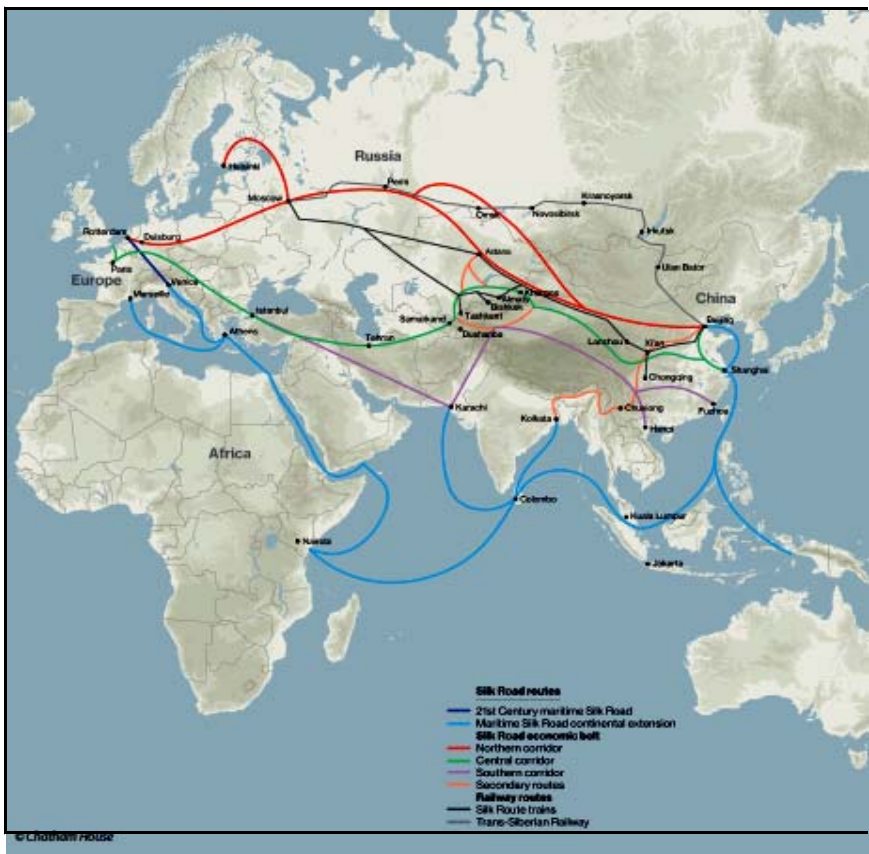 Russia
Helsinki
Perm
Moscow
Krasnoyarsk
Omsk
Novosibirsk
Rotterdam
Duisburg
Irkutsk
Astana
Paris
Ulan Bator
Europe
Venice
Marseille
Khorgos
Almaty
Bishkek
China
Istanbul
Tashkent
Samarkand
Beijing
Athens
Dushanbe
Tehran
Lanzhou
Xi'an
Shanghai
Chongqing
Karachi
Fuzhou
Kolkata
Hanoi
Africa
Colombo
Kuala Lumpur
Nairobi
Jakarta
Silk Road routes
21st Century maritime Silk Road
Maritime Silk Road continental extension
Silk Road economic belt
Northern corridor
Central corridor
Southern corridor
Secondary routes
Railway routes
Silk Route trains
Trans-Siberian Railway
© Chatham House